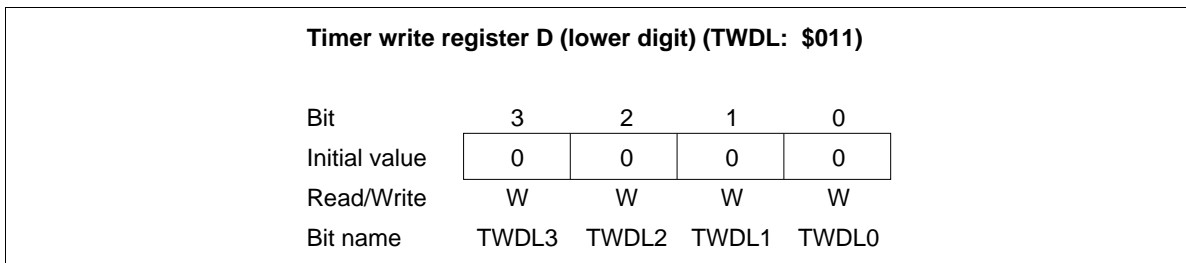 Timer write register D (lower digit) (TWDL: $011)
Bit 3 2 1 0
Initial value 0 0 0 0
Read/Write W W W W
Bit name TWDL3 TWDL2 TWDL1 TWDL0